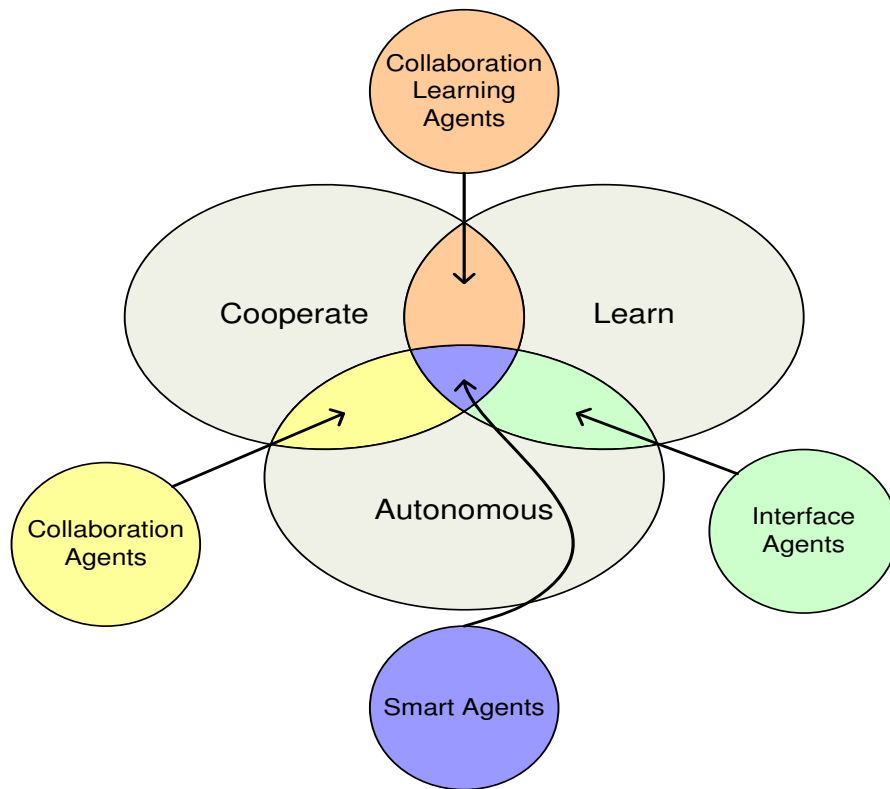 Collaboration
Learning
Agents
Cooperate
Learn
Autonomous
Collaboration
Agents
Interface
Agents
Smart Agents